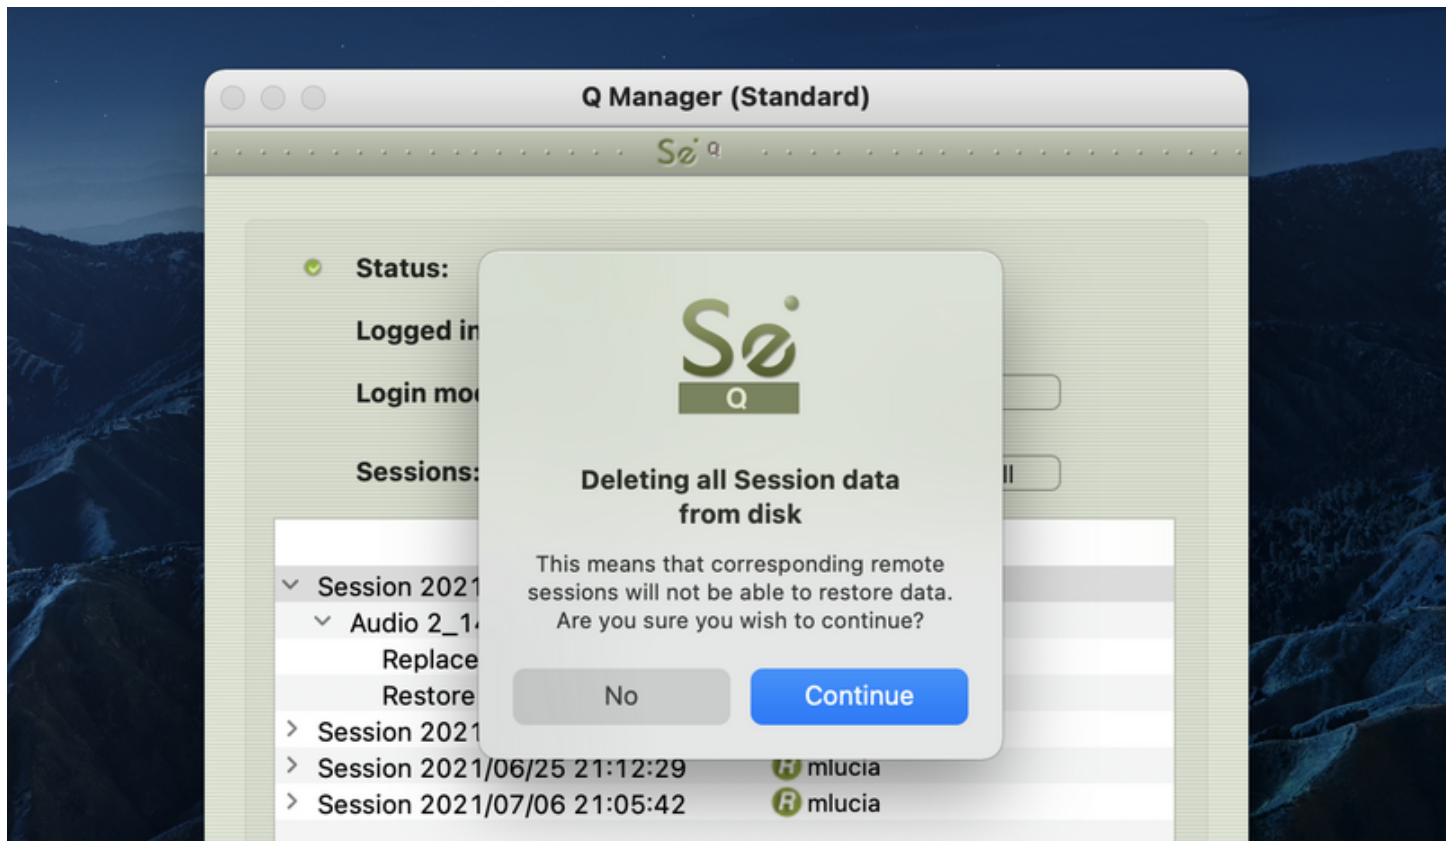 Q Manager (Standard)
Se Q
Status:
Logged in
Login mo
Sessions:
Se
Q
Deleting all Session data
from disk
This means that corresponding remote
sessions will not be able to restore data.
Are you sure you wish to continue?
No
Continue
Session 2021
Audio 2_1
Replace
Restore
Session 2021
Session 2021/06/25 21:12:29 R mlucia
Session 2021/07/06 21:05:42 R mlucia